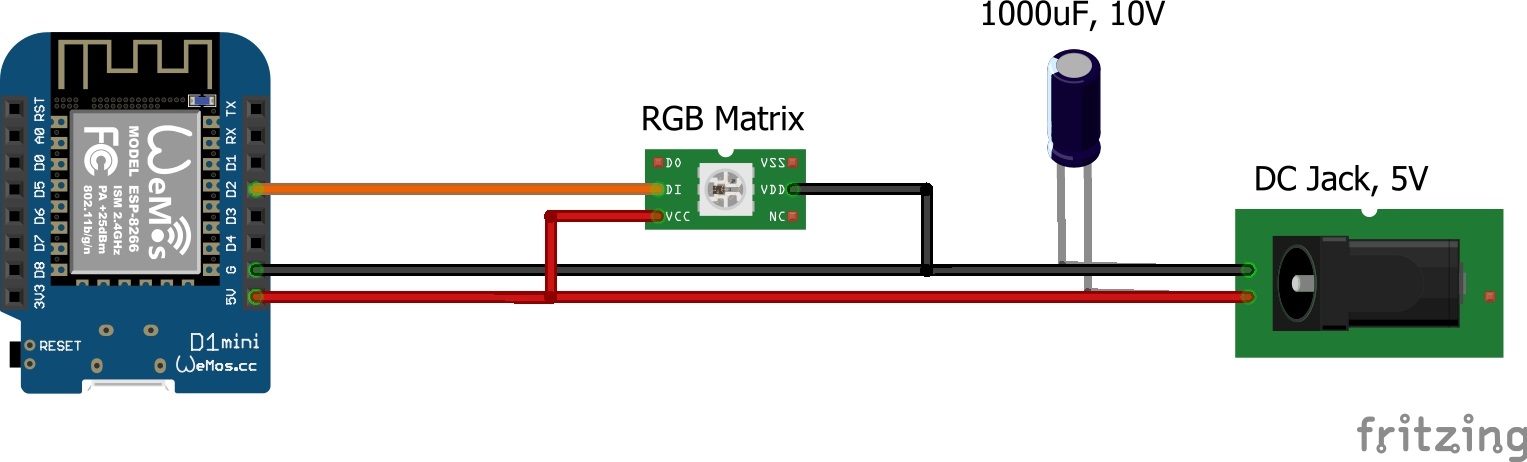 1000uF, 10V
RGB Matrix
DC Jack, 5V
RST
A0
D0
D5
D6
D7
D8
3V3
TX
RX
D1
D2
D3
D4
G
5V
WeMos
MODEL ESP-8266
ISM 2.4GHz
PA +25dBm
802.11b/g/n
FC
RESET
D1mini
WeMos.cc
DO
DI
VCC
VSS
VDD
NC
fritzing